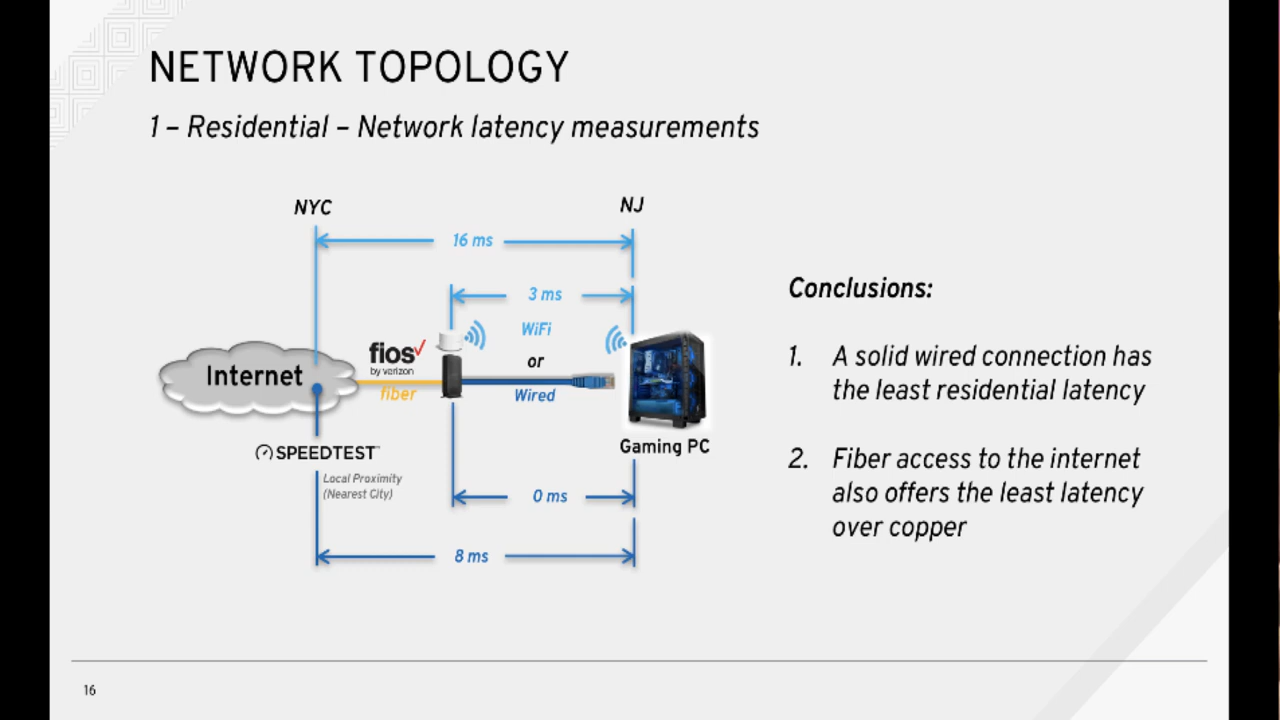 NETWORK TOPOLOGY
1 – Residential – Network latency measurements
NYC
NJ
16 ms
3 ms
WiFi
or
Wired
fios
by verizon
fiber
Internet
SPEEDTEST
Local Proximity
(Nearest City)
Gaming PC
0 ms
8 ms
Conclusions:
1. A solid wired connection has
the least residential latency
2. Fiber access to the internet
also offers the least latency
over copper
16